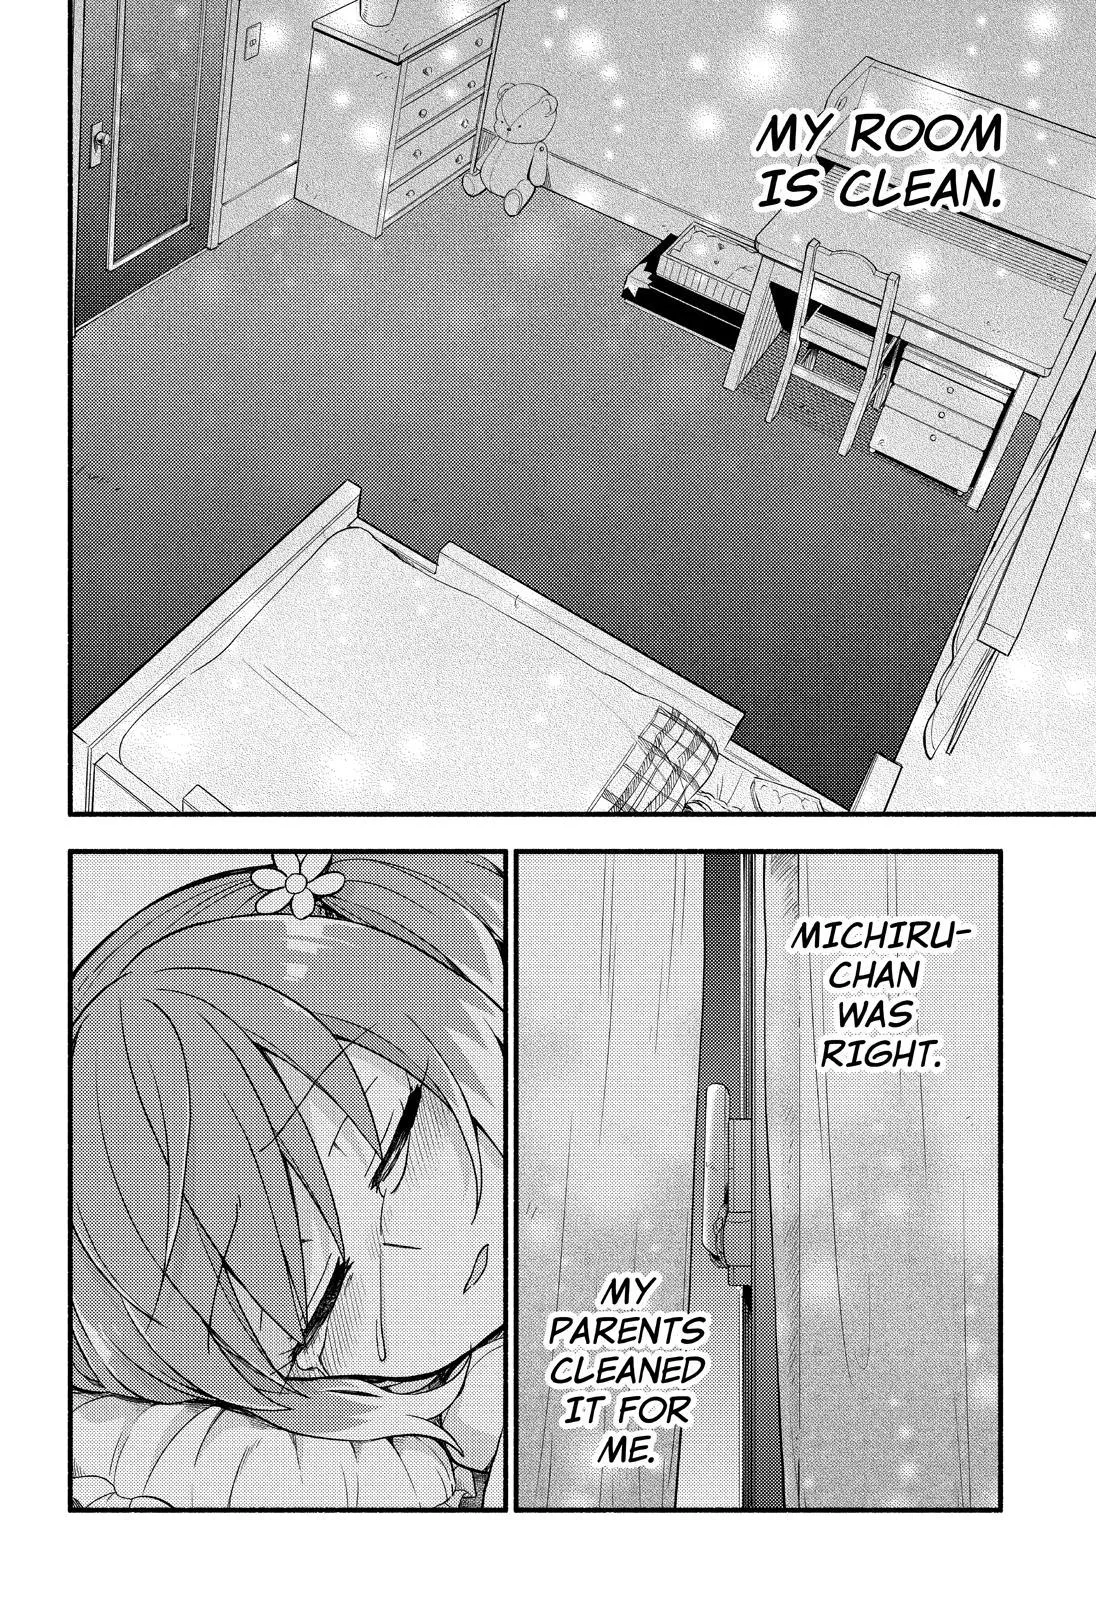 MY ROOM
IS CLEAN.
MICHIRU-
CHAN
WAS
RIGHT.
MY
PARENTS
CLEANED
IT FOR
ME.